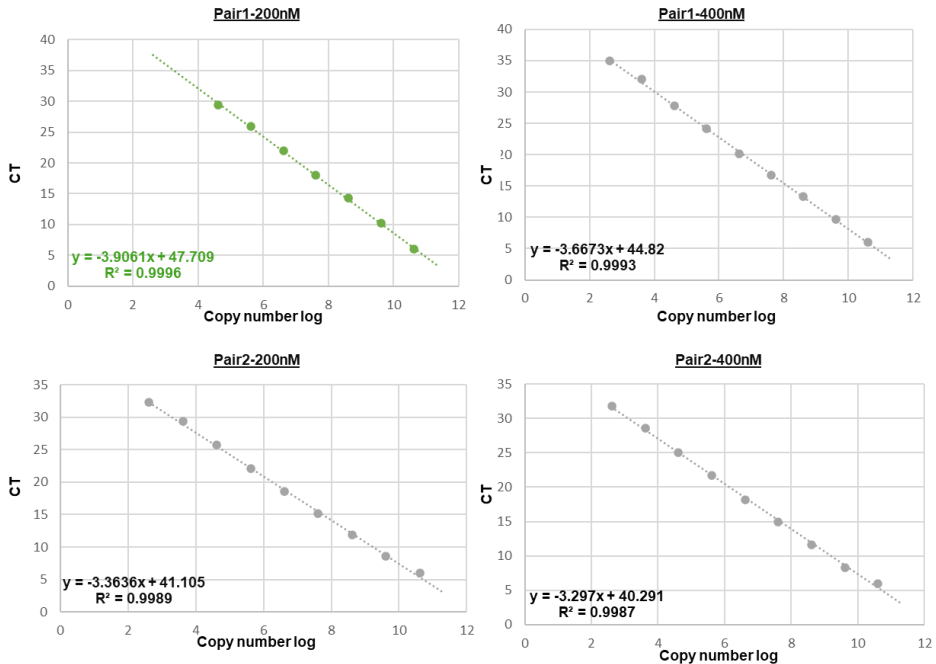 Pair1-200nM
40
35
30
25
20
15
10
5
0
CT
y = -3.9061x + 47.709
R² = 0.9996
0 2 4 6 8 10 12
Copy number log
Pair1-400nM
40
35
30
25
20
15
10
5
0
CT
y = -3.6673x + 44.82
R² = 0.9993
0 2 4 6 8 10 12
Copy number log
Pair2-200nM
35
30
25
20
15
10
5
0
CT
y = -3.3636x + 41.105
R² = 0.9989
0 2 4 6 8 10 12
Copy number log
Pair2-400nM
35
30
25
20
15
10
5
0
CT
y = -3.297x + 40.291
R² = 0.9987
0 2 4 6 8 10 12
Copy number log